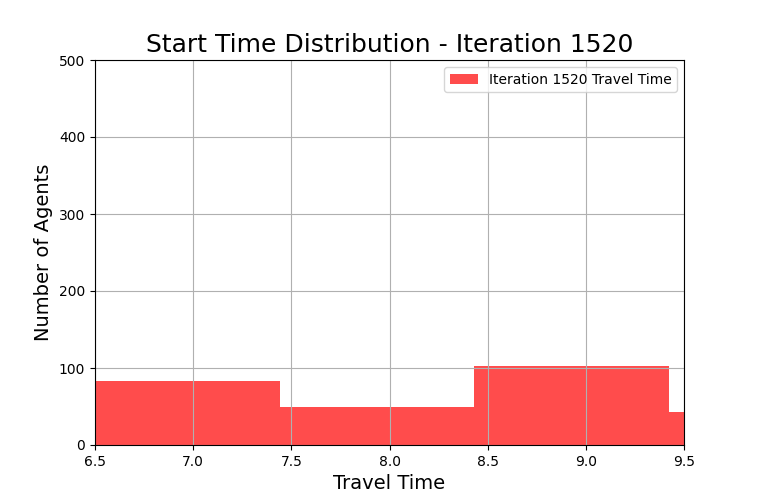 Start Time Distribution - Iteration 1520
Iteration 1520 Travel Time
Number of Agents
500
400
300
200
100
0
6.5 7.0 7.5 8.0 8.5 9.0 9.5
Travel Time